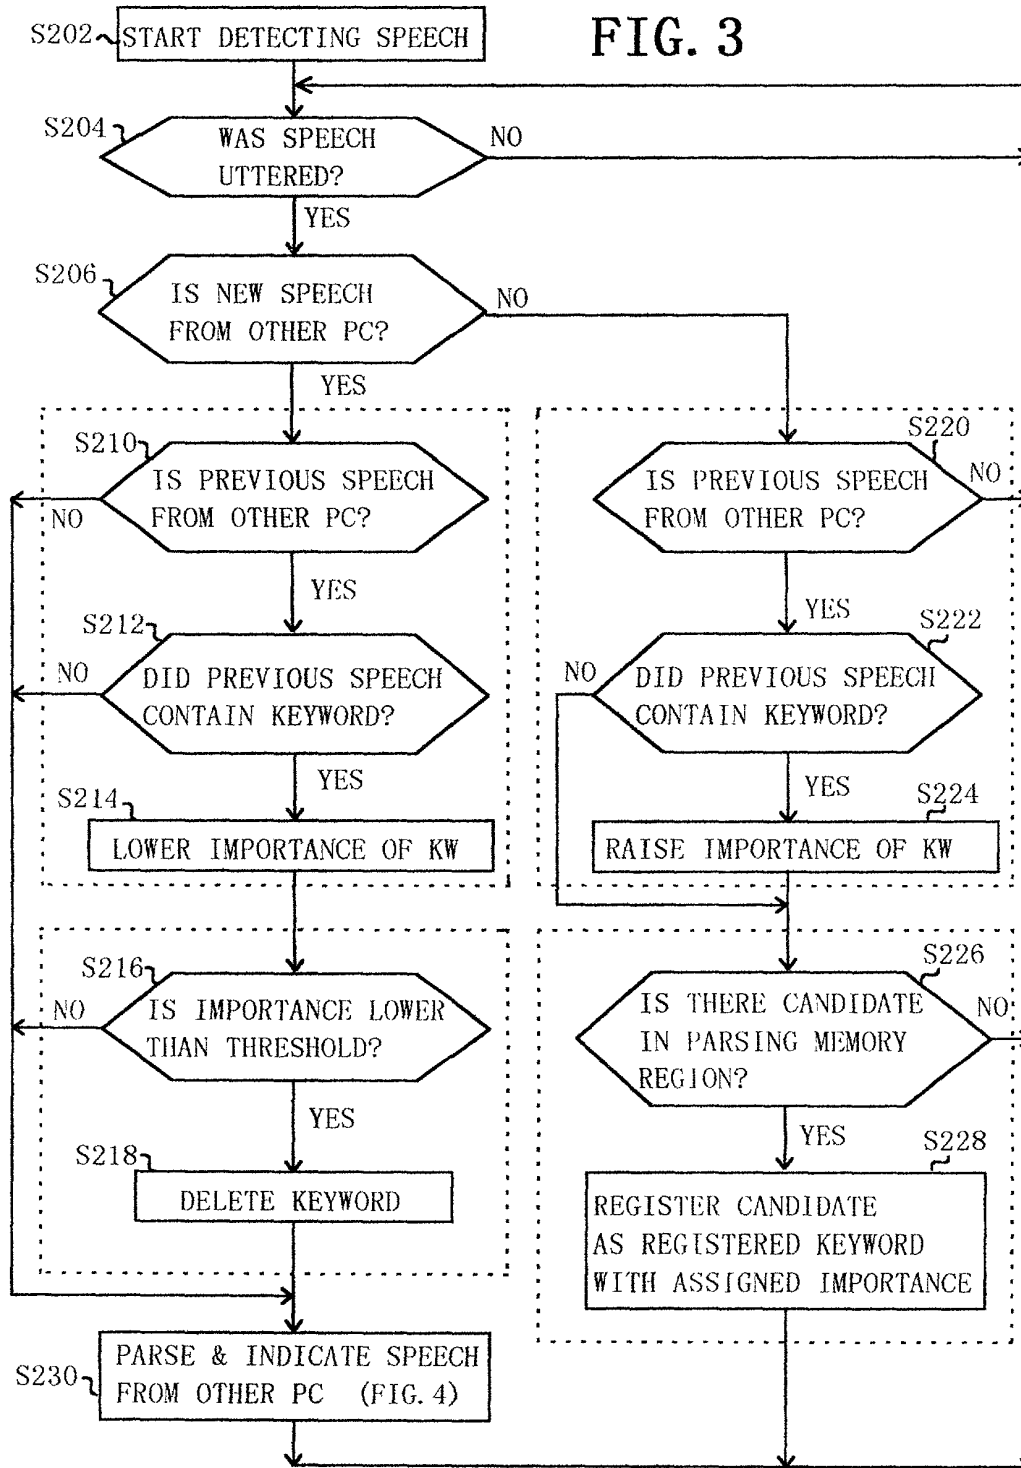 FIG. 3
S202
START DETECTING SPEECH
S204
WAS SPEECH
UTTERED?
NO
YES
S206
IS NEW SPEECH
FROM OTHER PC?
NO
YES
S210
IS PREVIOUS SPEECH
FROM OTHER PC?
NO
YES
S212
DID PREVIOUS SPEECH
CONTAIN KEYWORD?
NO
YES
S214
LOWER IMPORTANCE OF KW
S216
IS IMPORTANCE LOWER
THAN THRESHOLD?
NO
YES
S218
DELETE KEYWORD
S220
IS PREVIOUS SPEECH
FROM OTHER PC?
NO
YES
S222
DID PREVIOUS SPEECH
CONTAIN KEYWORD?
NO
YES
S224
RAISE IMPORTANCE OF KW
S226
IS THERE CANDIDATE
IN PARSING MEMORY
REGION?
NO
YES
S228
REGISTER CANDIDATE
AS REGISTERED KEYWORD
WITH ASSIGNED IMPORTANCE
S230
PARSE & INDICATE SPEECH
FROM OTHER PC (FIG. 4)